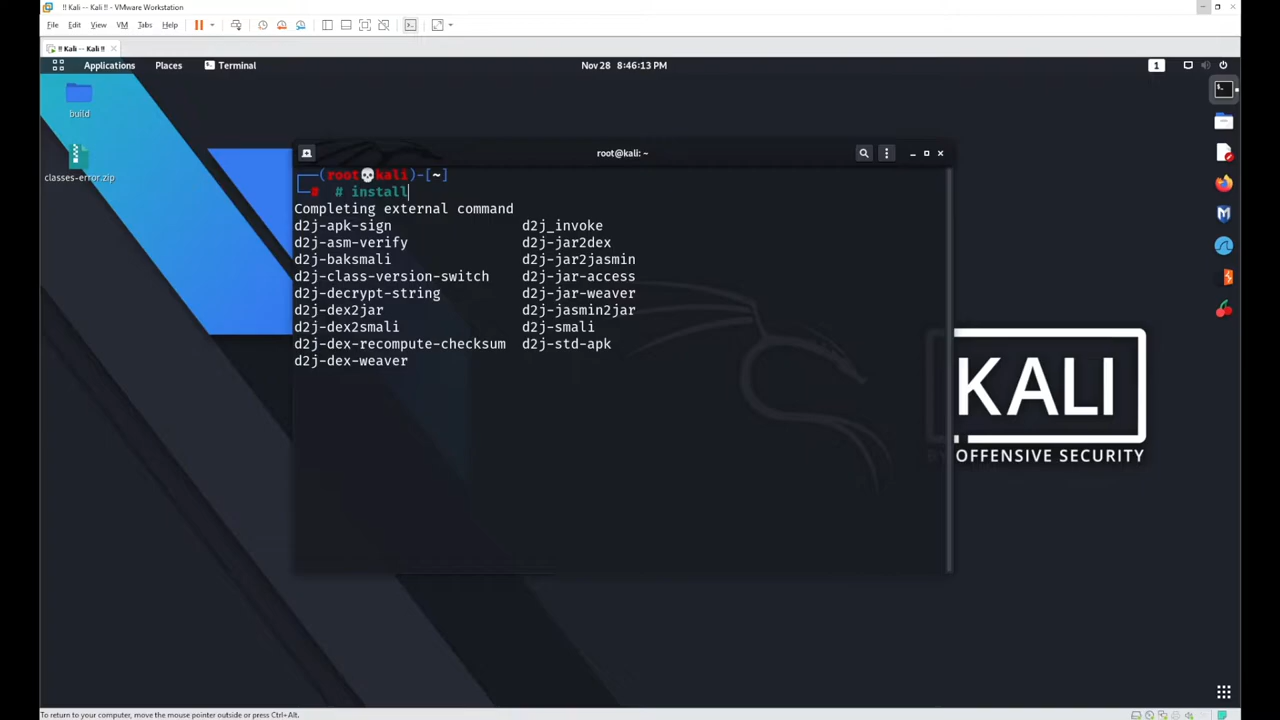 !! Kali -- Kali !! - VMware Workstation
File Edit View VM Tabs Help
!! Kali -- Kali !!
Applications Places Terminal Nov 28 8:46:13 PM 1
build
classes-error.zip
root@kali: ~
(root💀kali)-[~]
# install
Completing external command
d2j-apk-sign d2j_invoke
d2j-asm-verify d2j-jar2dex
d2j-baksmali d2j-jar2jasmin
d2j-class-version-switch d2j-jar-access
d2j-decrypt-string d2j-jar-weaver
d2j-dex2jar d2j-jasmin2jar
d2j-dex2smali d2j-smali
d2j-dex-recompute-checksum d2j-std-apk
d2j-dex-weaver
KALI
BY OFFENSIVE SECURITY
To return to your computer, move the mouse pointer outside or press Ctrl+Alt.